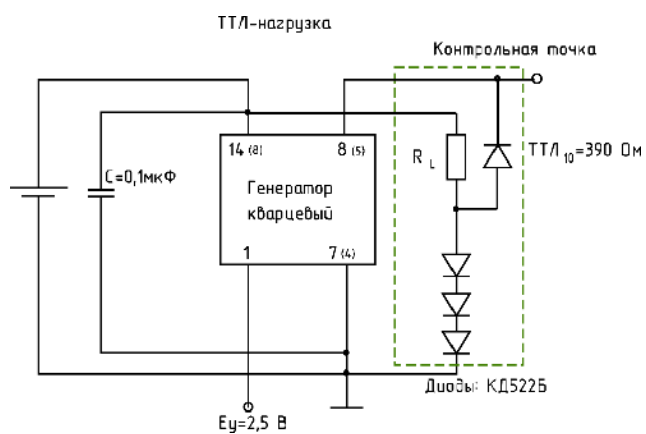 ТТЛ-нагрузка
Контрольная точка
14 (8)
8 (5)
C=0,1мкФ
R L
ТТЛ10=390 Ом
Генератор
кварцевый
1
7 (4)
Диоды: КД522Б
Еу=2,5 В